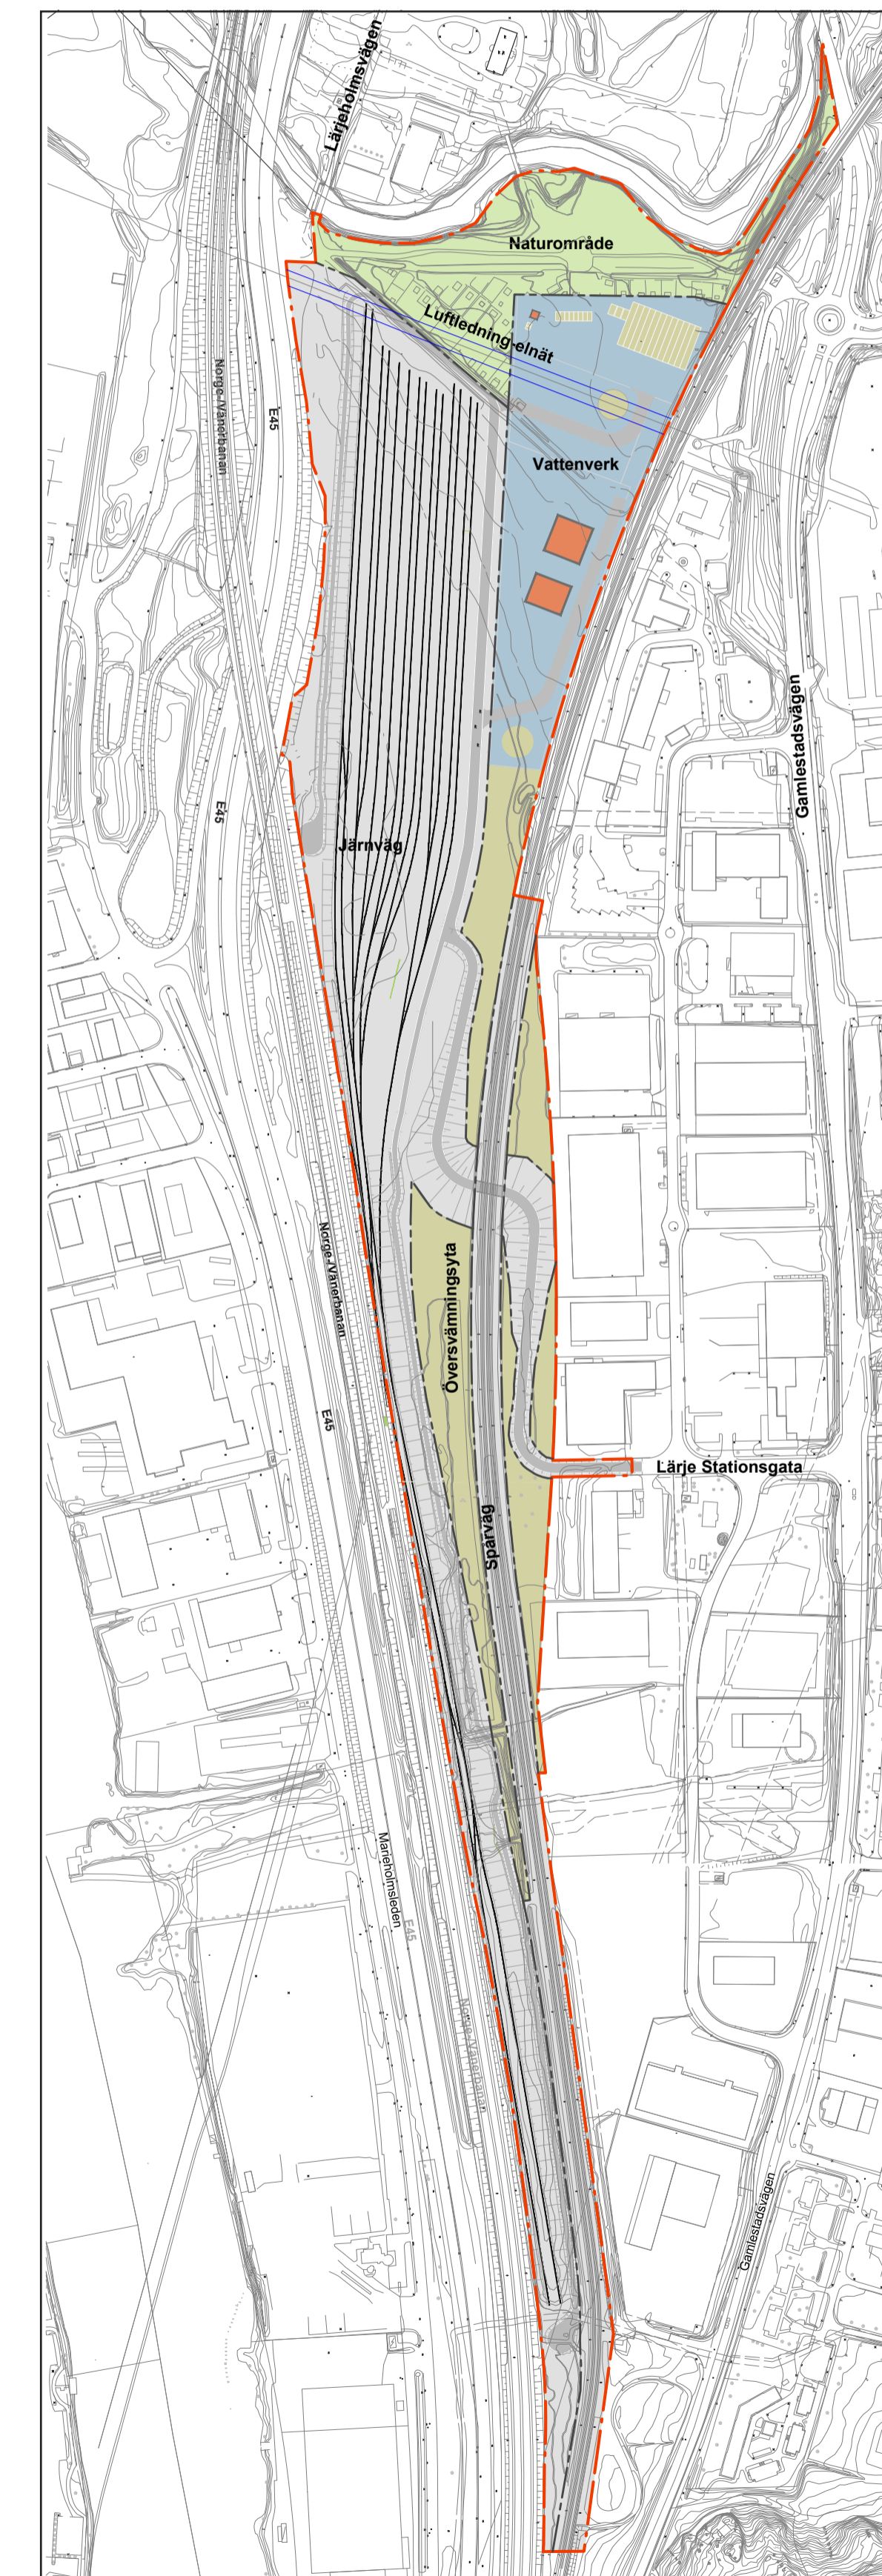 Lärjeholmsvägen
Naturområde
Luftledning-elnät
Norge-/Vänerbanan
E45
Vattenverk
Gamlestadsvägen
E45
Järnväg
Norge-/Vänerbanan
Översvämningsyta
E45
Lärje Stationsgata
Spårväg
Marieholmsleden
E45
Norge-/Vänerbanan
Gamlestadsvägen